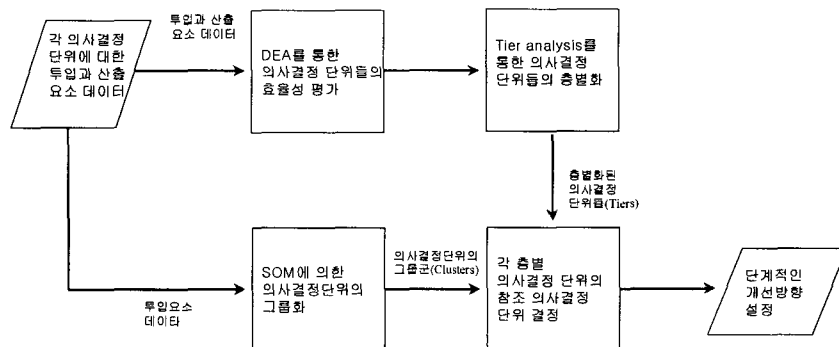 각 의사결정
단위에 대한
투입과 산출
요소 데이터
투입과 산출
요소 데이터
DEA를 통한
의사결정 단위들의
효율성 평가
Tier analysis를
통한 의사결정
단위들의 층별화
층별화된
의사결정
단위들(Tiers)
투입요소
데이타
SOM에 의한
의사결정단위의
그룹화
의사결정단위의
그룹군(Clusters)
각 층별
의사결정 단위의
참조 의사결정
단위 결정
단계적인
개선방향
설정